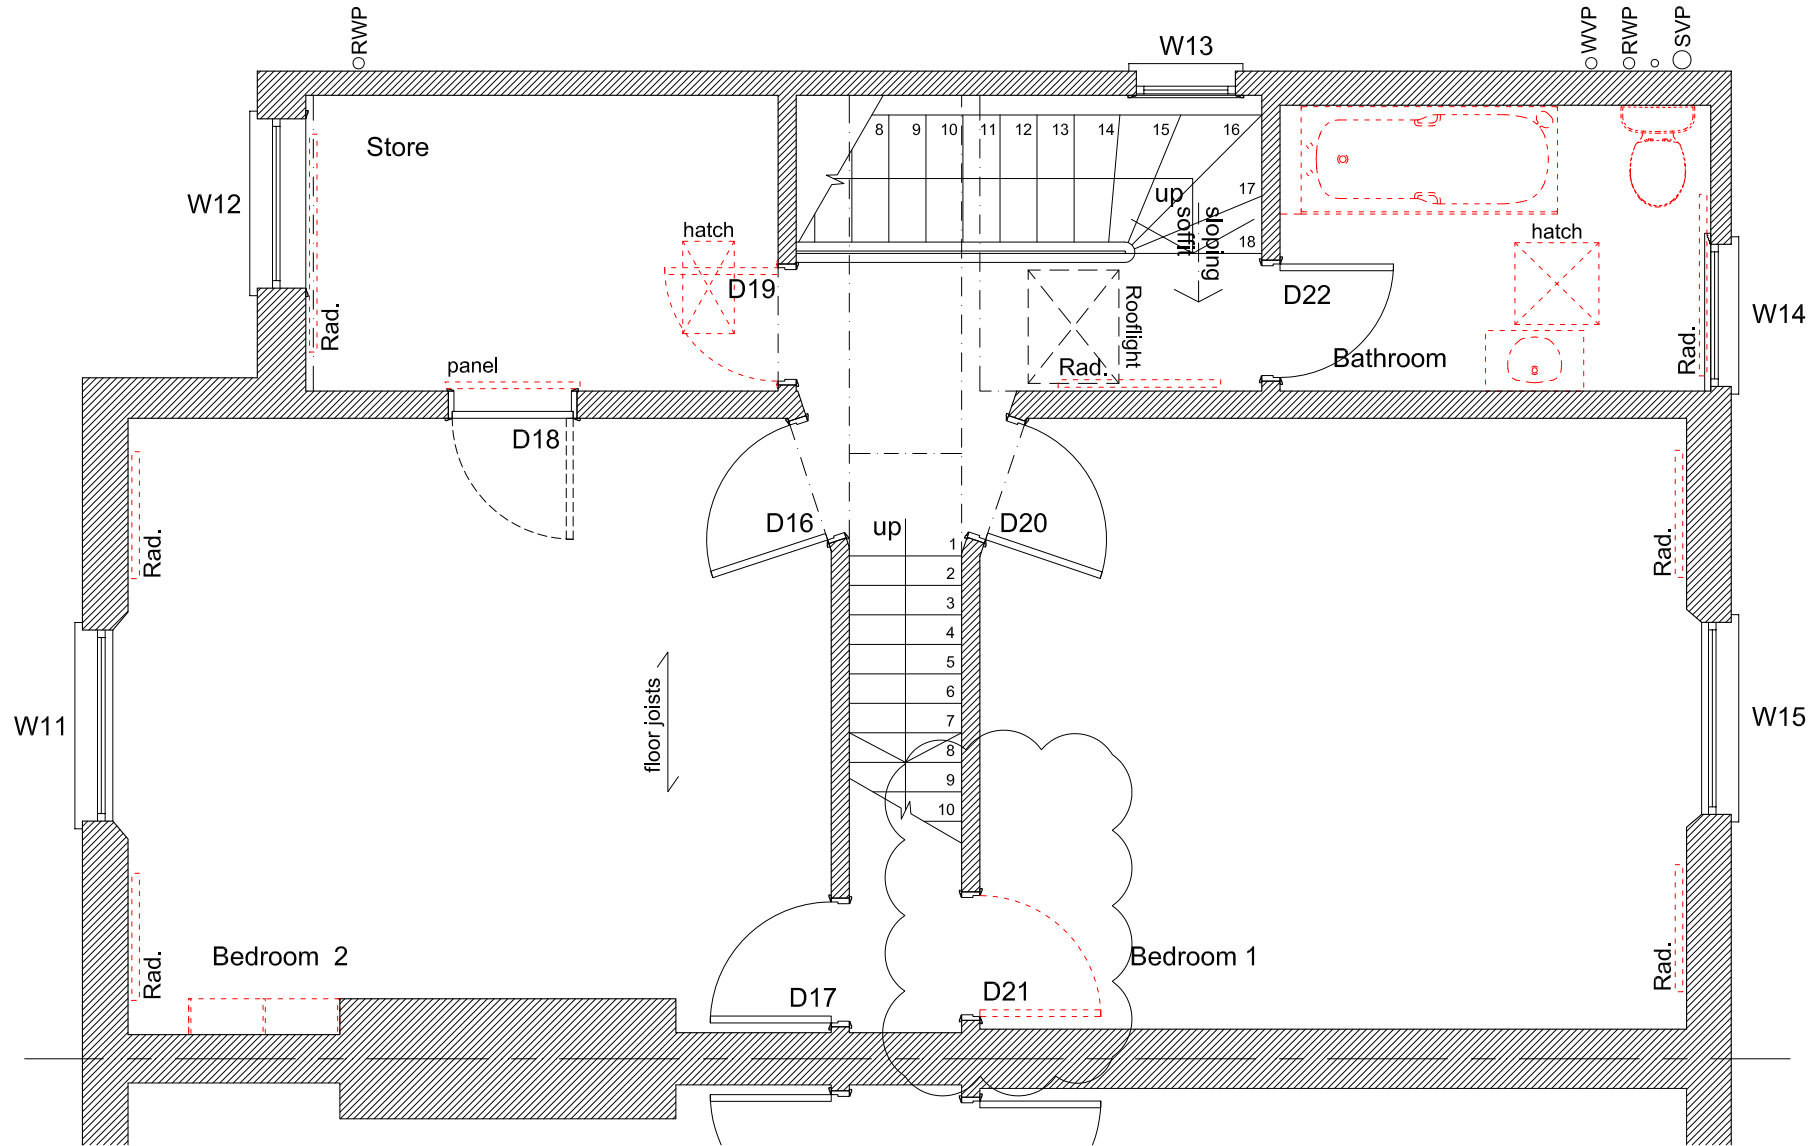 RWP
W13
WVP
RWP
SVP
Store
8 9 10 11 12 13 14 15 16
17
18
up
sloping
soffit
W12
hatch
hatch
D19
D22
Rooflight
W14
Rad.
Rad.
Bathroom
Rad.
panel
D18
D16
up
D20
Rad.
Rad.
1
2
3
4
5
6
7
8
9
10
floor joists
W11
W15
Bedroom 2
Rad.
Bedroom 1
Rad.
D17
D21